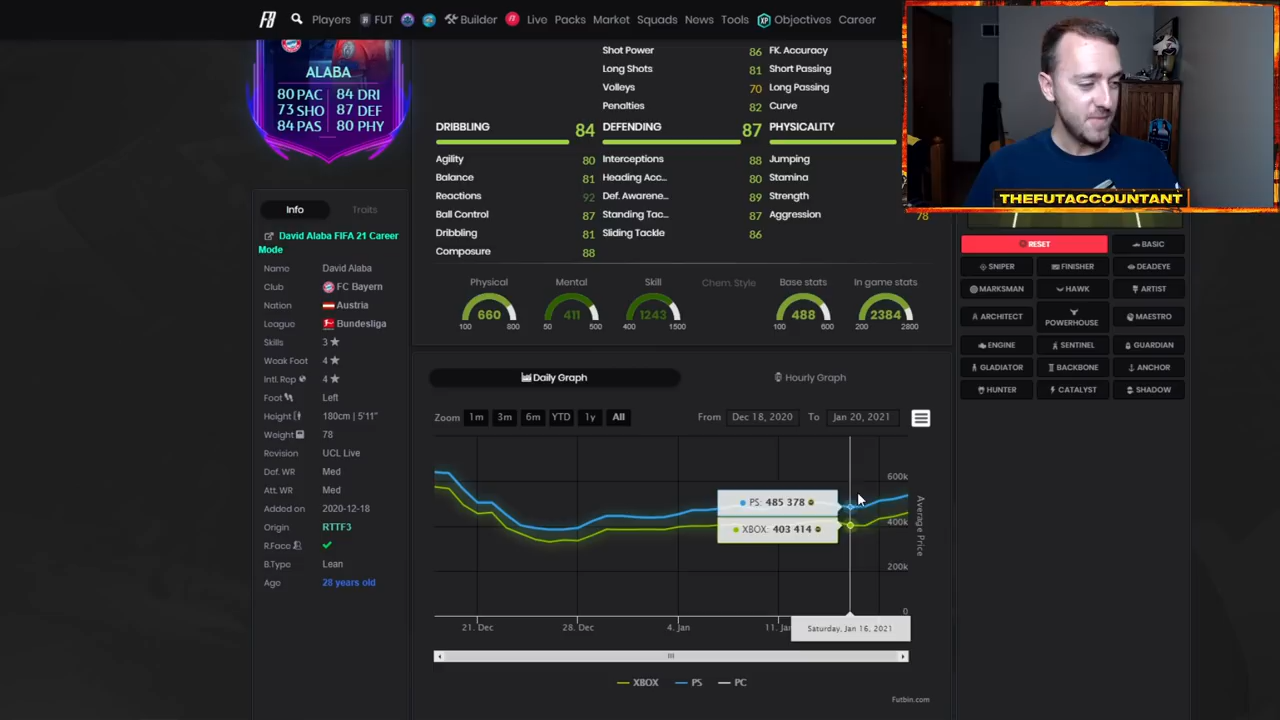 F8 Players FUT Builder Live Packs Market Squads News Tools XP Objectives Career
ALABA
80 PAC 84 DRI
73 SHO 87 DEF
84 PAS 80 PHY
Shot Power 86 FK. Accuracy
Long Shots 81 Short Passing
Volleys 70 Long Passing
Penalties 82 Curve
DRIBBLING 84 DEFENDING 87 PHYSICALITY
Agility 80 Interceptions 88 Jumping
Balance 81 Heading Acc... 80 Stamina
Reactions 92 Def. Awarene... 89 Strength
Ball Control 87 Standing Tac... 87 Aggression 78
Dribbling 81 Sliding Tackle 86
Composure 88
THEFUTACCOUNTANT
Info Traits
David Alaba FIFA 21 Career Mode
Name David Alaba
Club FC Bayern
Nation Austria
League Bundesliga
Skills 3★
Weak Foot 4★
Intl. Rep 4★
Foot Left
Height 180cm | 5'11"
Weight 78
Revision UCL Live
Def. WR Med
Att. WR Med
Added on 2020-12-18
Origin RTTF3
R.Face
B.Type Lean
Age 28 years old
Physical Mental Skill Chem. Style Base stats In game stats
660 411 1243 488 2384
100 800 50 500 400 1500 100 600 200 2800
RESET BASIC
SNIPER FINISHER DEADEYE
MARKSMAN HAWK ARTIST
ARCHITECT POWERHOUSE MAESTRO
ENGINE SENTINEL GUARDIAN
GLADIATOR BACKBONE ANCHOR
HUNTER CATALYST SHADOW
Daily Graph Hourly Graph
Zoom 1m 3m 6m YTD 1y All From Dec 18, 2020 To Jan 20, 2021
600k
400k
200k
0
Average Price
PS: 485 378
XBOX: 403 414
21. Dec 28. Dec 4. Jan 11. Jan
Saturday, Jan 16, 2021
XBOX PS PC
Futbin.com